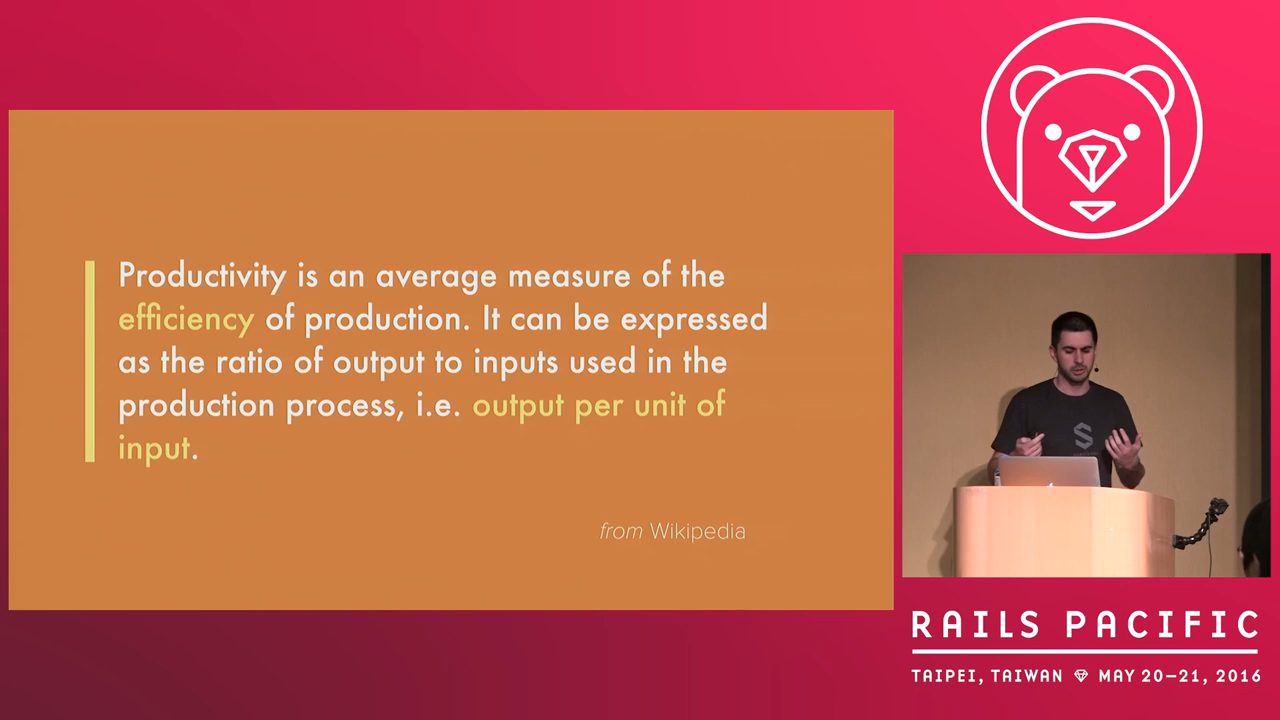 Productivity is an average measure of the
efficiency of production. It can be expressed
as the ratio of output to inputs used in the
production process, i.e. output per unit of
input.
from Wikipedia
RAILS PACIFIC
TAIPEI, TAIWAN MAY 20–21, 2016